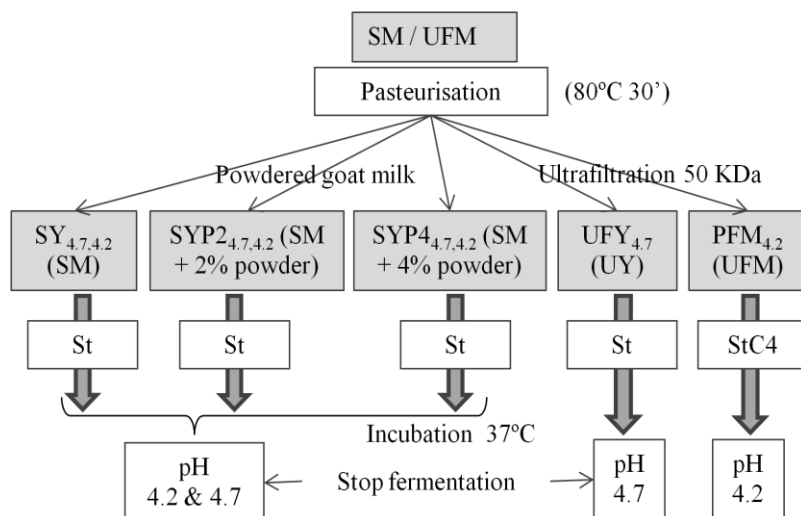 SM / UFM
Pasteurisation
(80ºC 30’)
Powdered goat milk
Ultrafiltration 50 KDa
SY4.7,4.2
(SM)
SYP24.7,4.2 (SM
+ 2% powder)
SYP44.7,4.2 (SM
+ 4% powder)
UFY4.7
(UY)
PFM4.2
(UFM)
St
St
St
St
StC4
Incubation 37ºC
pH
4.2 & 4.7
Stop fermentation
pH
4.7
pH
4.2